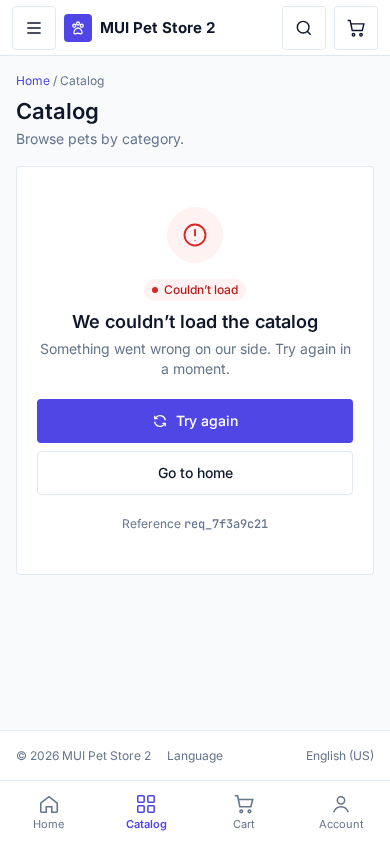 MUI Pet Store 2
Home / Catalog
Catalog
Browse pets by category.
Couldn’t load
We couldn’t load the catalog
Something went wrong on our side. Try again in
a moment.
Try again
Go to home
Reference req_7f3a9c21
© 2026 MUI Pet Store 2 Language English (US)
Home Catalog Cart Account